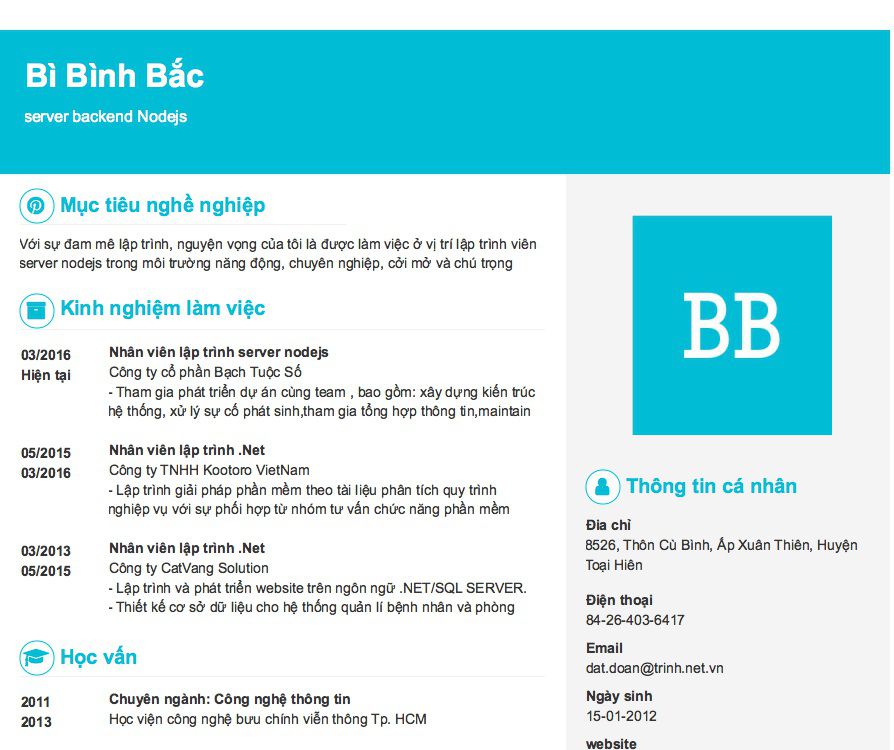 Bì Bình Bắc
server backend Nodejs
Mục tiêu nghề nghiệp
Với sự đam mê lập trình, nguyện vọng của tôi là được làm việc ở vị trí lập trình viên
server nodejs trong môi trường năng động, chuyên nghiệp, cởi mở và chú trọng
Kinh nghiệm làm việc
03/2016
Hiện tại
Nhân viên lập trình server nodejs
Công ty cổ phần Bạch Tuộc Số
- Tham gia phát triển dự án cùng team , bao gồm: xây dựng kiến trúc
hệ thống, xử lý sự cố phát sinh,tham gia tổng hợp thông tin,maintain
05/2015
03/2016
Nhân viên lập trình .Net
Công ty TNHH Kootoro VietNam
- Lập trình giải pháp phần mềm theo tài liệu phân tích quy trình
nghiệp vụ với sự phối hợp từ nhóm tư vấn chức năng phần mềm
03/2013
05/2015
Nhân viên lập trình .Net
Công ty CatVang Solution
- Lập trình và phát triển website trên ngôn ngữ .NET/SQL SERVER.
- Thiết kế cơ sở dữ liệu cho hệ thống quản lí bệnh nhân và phòng
Học vấn
2011
2013
Chuyên ngành: Công nghệ thông tin
Học viện công nghệ bưu chính viễn thông Tp. HCM
BB
Thông tin cá nhân
Địa chỉ
8526, Thôn Cù Bình, Ấp Xuân Thiên, Huyện
Toại Hiên
Điện thoại
84-26-403-6417
Email
dat.doan@trinh.net.vn
Ngày sinh
15-01-2012
website